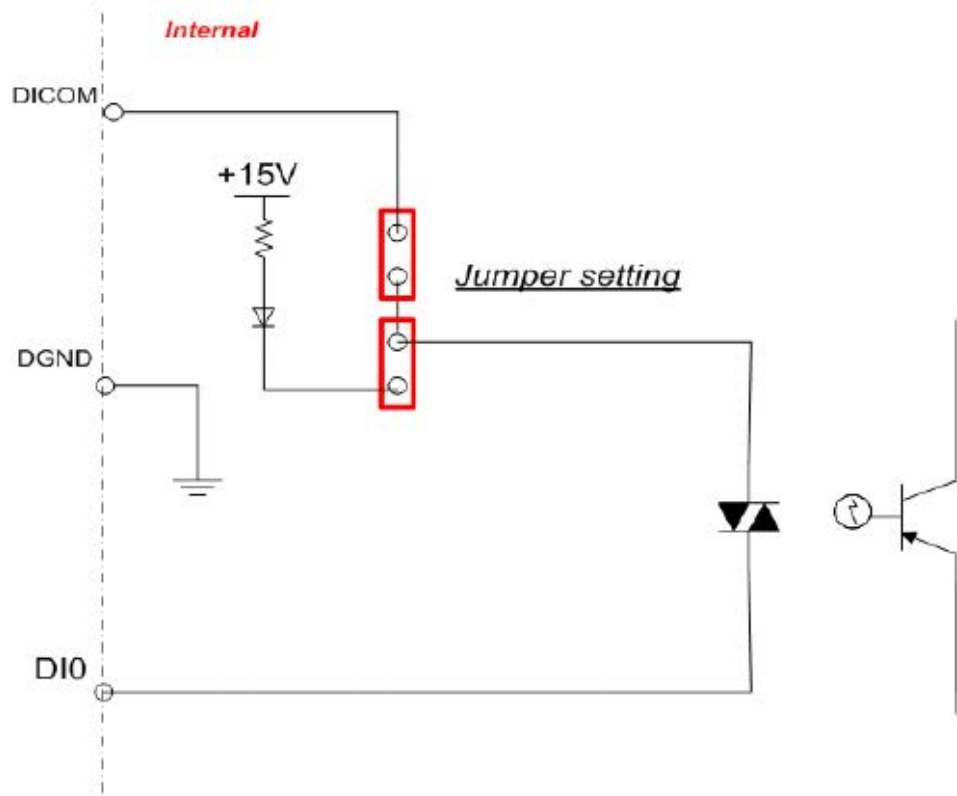 Internal
DICOM
+15V
Jumper setting
DGND
DI0